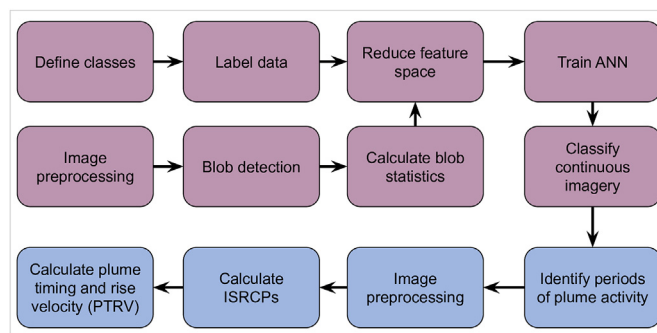 Define classes
Label data
Reduce feature
space
Train ANN
Image
preprocessing
Blob detection
Calculate blob
statistics
Classify
continuous
imagery
Calculate plume
timing and rise
velocity (PTRV)
Calculate
ISRCPs
Image
preprocessing
Identify periods
of plume activity